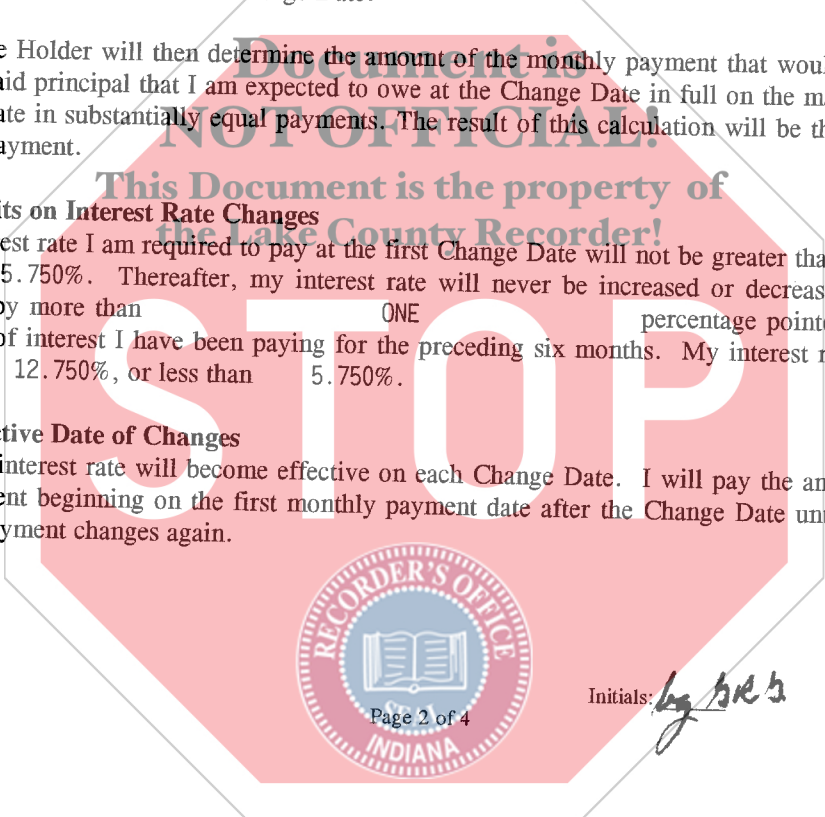 e Holder will then determine the amount of the monthly payment that woul
aid principal that I am expected to owe at the Change Date in full on the m
ate in substantially equal payments. The result of this calculation will be th
ayment.
its on Interest Rate Changes
est rate I am required to pay at the first Change Date will not be greater tha
5.750%. Thereafter, my interest rate will never be increased or decreas
by more than ONE percentage point
of interest I have been paying for the preceding six months. My interest r
12.750%, or less than 5.750%.
ctive Date of Changes
interest rate will become effective on each Change Date. I will pay the am
ent beginning on the first monthly payment date after the Change Date unt
yment changes again.
Document is
NOT OFFICIAL!
This Document is the property of
the Lake County Recorder!
STOP
RECORDER'S OFFICE
SEAL
INDIANA
Page 2 of 4
Initials: